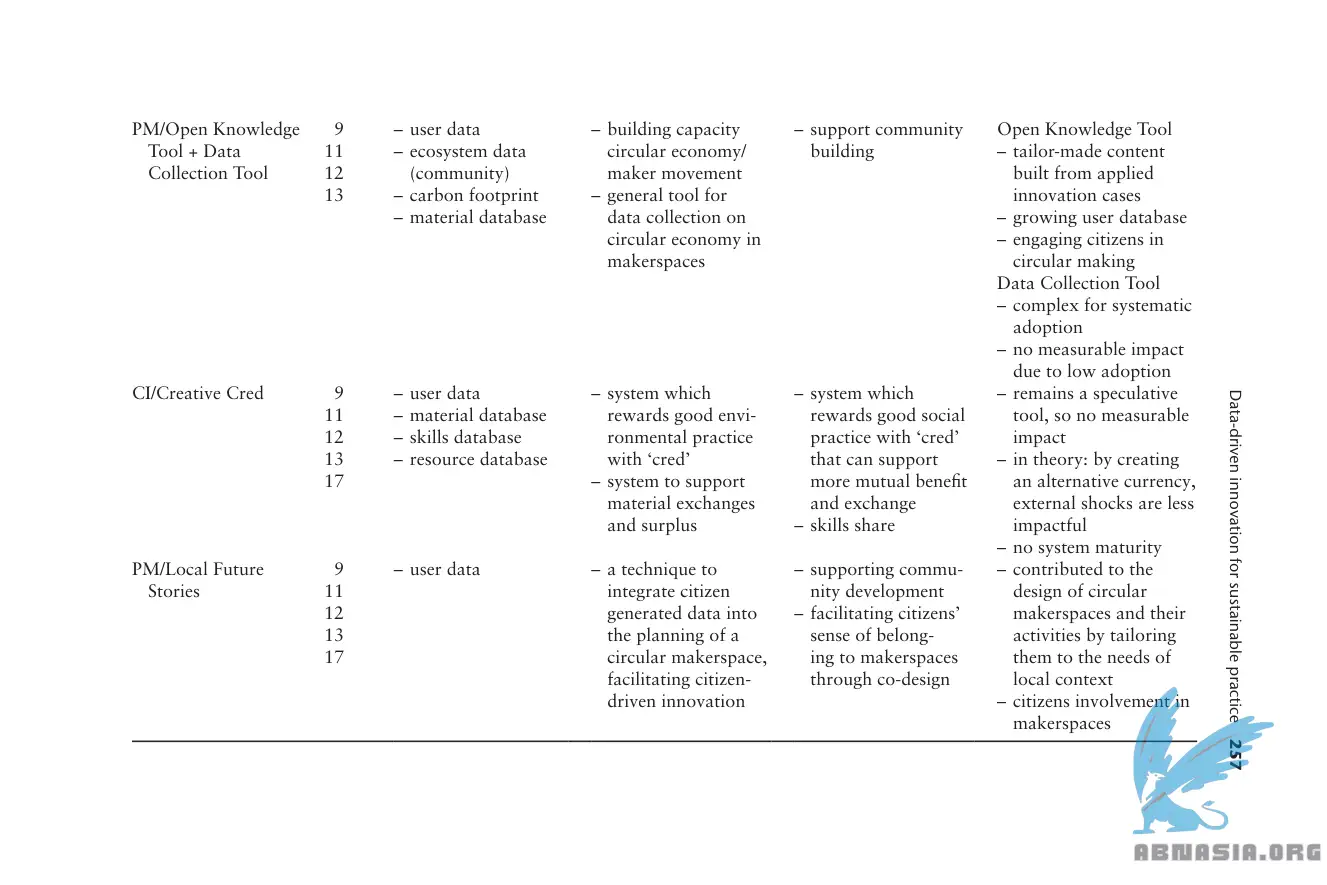 PM/Open Knowledge
Tool + Data
Collection Tool
9
11
12
13
– user data
– ecosystem data
(community)
– carbon footprint
– material database
– building capacity
circular economy/
maker movement
– general tool for
data collection on
circular economy in
makerspaces
– support community
building
Open Knowledge Tool
– tailor-made content
built from applied
innovation cases
– growing user database
– engaging citizens in
circular making
Data Collection Tool
– complex for systematic
adoption
– no measurable impact
due to low adoption
CI/Creative Cred
9
11
12
13
17
– user data
– material database
– skills database
– resource database
– system which
rewards good envi-
ronmental practice
with ‘cred’
– system to support
material exchanges
and surplus
– system which
rewards good social
practice with ‘cred’
that can support
more mutual benefit
and exchange
– skills share
– remains a speculative
tool, so no measurable
impact
– in theory: by creating
an alternative currency,
external shocks are less
impactful
– no system maturity
PM/Local Future
Stories
9
11
12
13
17
– user data
– a technique to
integrate citizen
generated data into
the planning of a
circular makerspace,
facilitating citizen-
driven innovation
– supporting commu-
nity development
– facilitating citizens’
sense of belong-
ing to makerspaces
through co-design
– contributed to the
design of circular
makerspaces and their
activities by tailoring
them to the needs of
local context
– citizens involvement in
makerspaces
Data-driven innovation for sustainable practice 257
ABNASIA.ORG